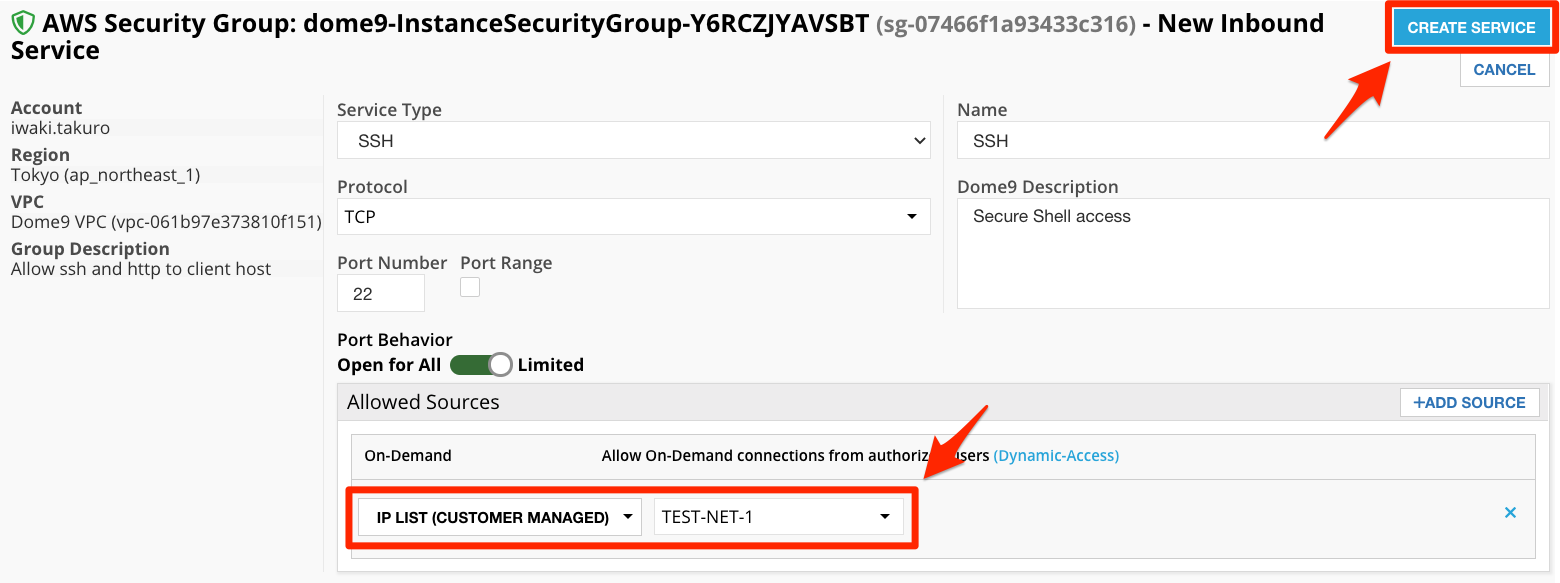 AWS Security Group: dome9-InstanceSecurityGroup-Y6RCZJYAVSBT (sg-07466f1a93433c316) - New Inbound
Service
CREATE SERVICE
CANCEL
Account
iwaki.takuro
Region
Tokyo (ap_northeast_1)
VPC
Dome9 VPC (vpc-061b97e373810f151)
Group Description
Allow ssh and http to client host
Service Type
SSH
Protocol
TCP
Port Number Port Range
22
Name
SSH
Dome9 Description
Secure Shell access
Port Behavior
Open for All Limited
Allowed Sources
+ADD SOURCE
On-Demand Allow On-Demand connections from users (Dynamic-Access)
IP LIST (CUSTOMER MANAGED) TEST-NET-1